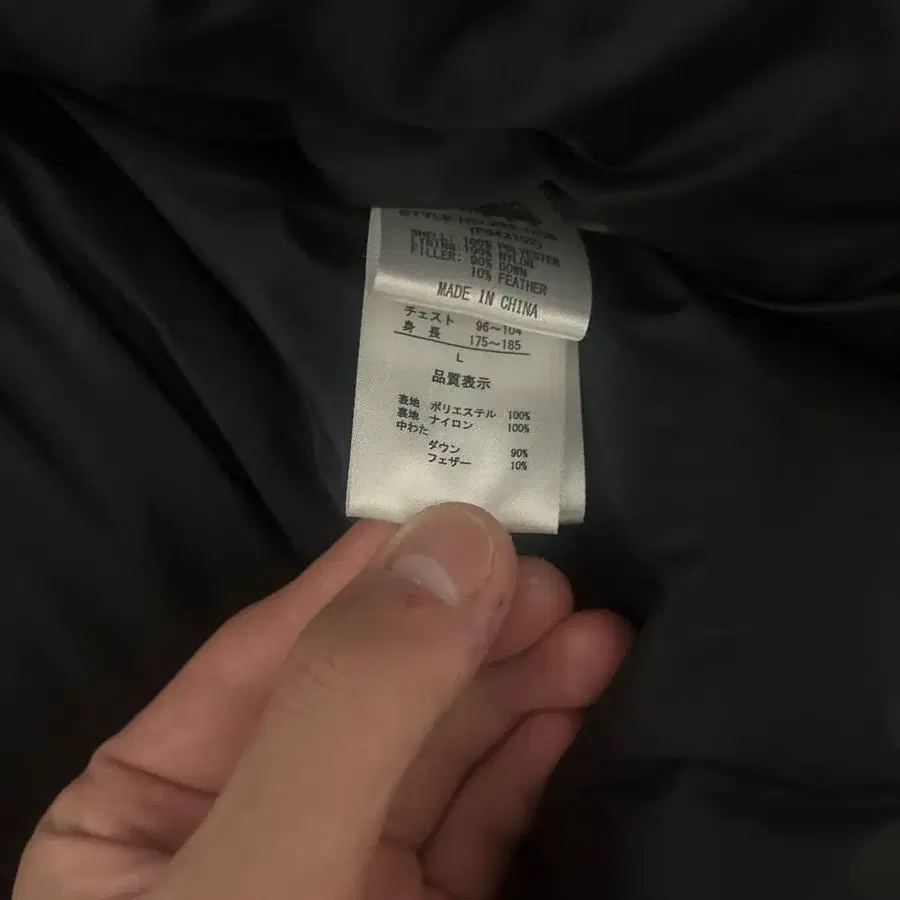 STYLE NO
SHELL: 100% POLYESTER
100% NYLON
FILLER: 90% DOWN
10% FEATHER
MADE IN CHINA
チェスト 96～104
身長 175～185
L
品質表示
表地 ポリエステル 100%
裏地 ナイロン 100%
中わた
ダウン 90%
フェザー 10%